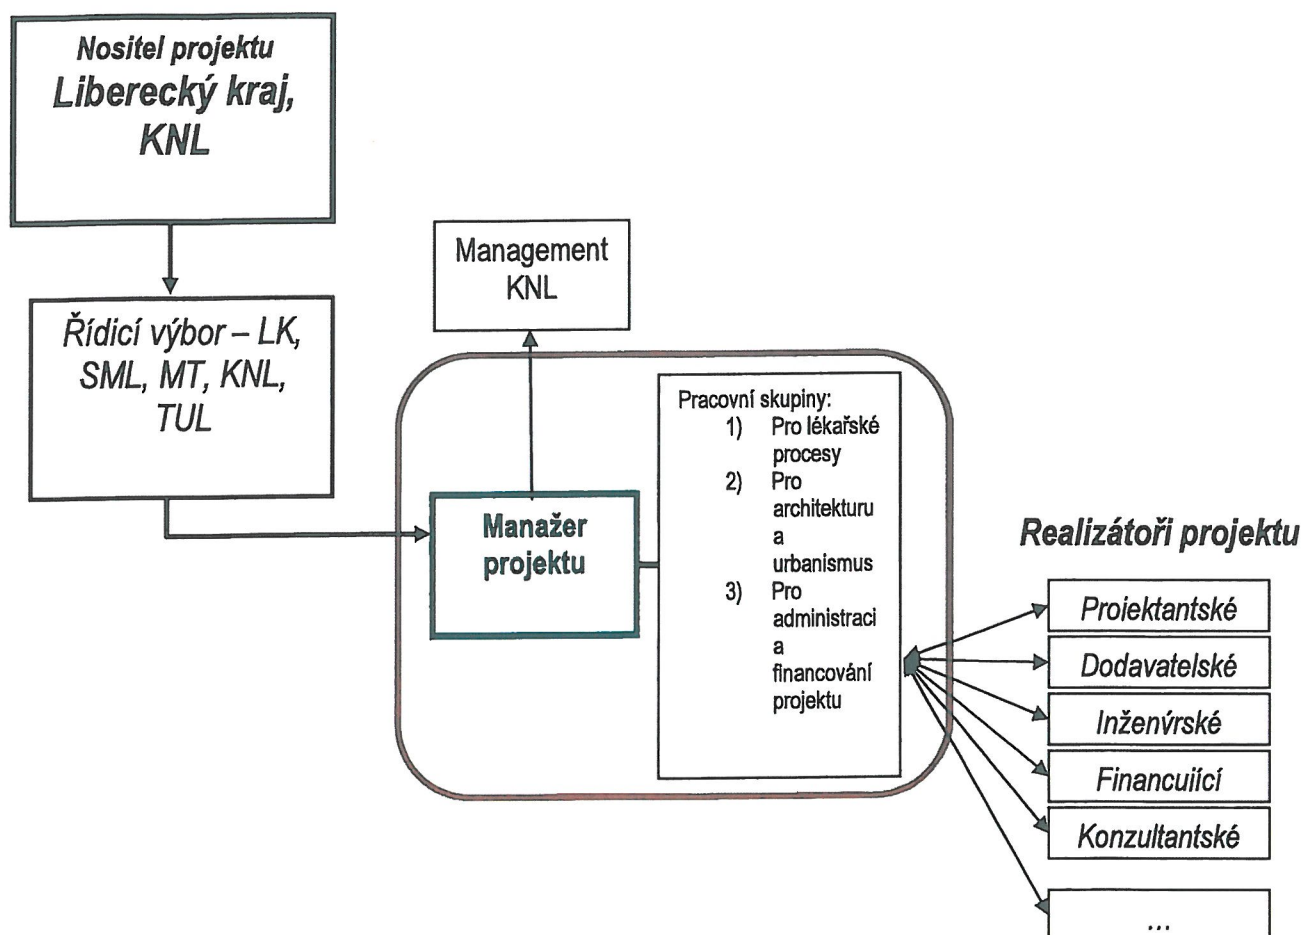 Nositel projektu
Liberecký kraj,
KNL
Management
KNL
Řídicí výbor – LK,
SML, MT, KNL,
TUL
Pracovní skupiny:
1) Pro lékařské
procesy
2) Pro
architekturu
a
urbanismus
3) Pro
administraci
a
financování
projektu
Manažer
projektu
Realizátoři projektu
Projektantské
Dodavatelské
Inženýrské
Financující
Konzultantské
...